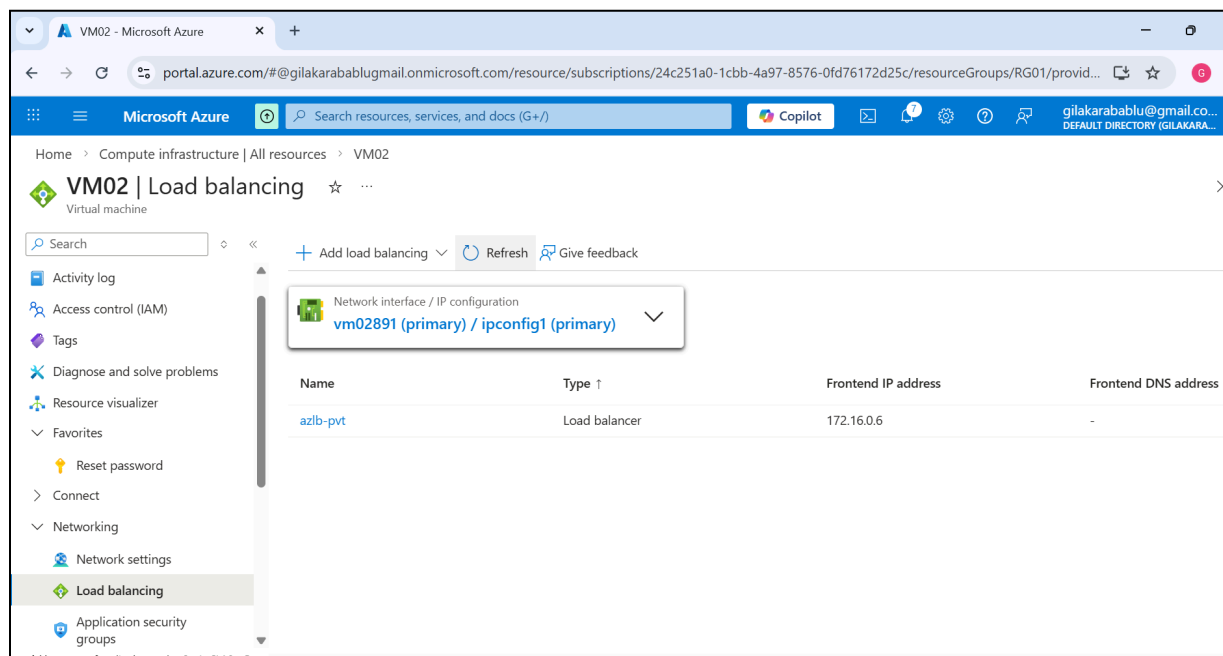 VM02 - Microsoft Azure
portal.azure.com/#@gilakarabablugmail.onmicrosoft.com/resource/subscriptions/24c251a0-1cbb-4a97-8576-0fd76172d25c/resourceGroups/RG01/provid...
G
Microsoft Azure
Search resources, services, and docs (G+/)
Copilot
7
gilakarabablu@gmail.co...
DEFAULT DIRECTORY (GILAKARA...
Home > Compute infrastructure | All resources > VM02
VM02 | Load balancing
Virtual machine
Search
Add load balancing
Refresh
Give feedback
Activity log
Access control (IAM)
Tags
Diagnose and solve problems
Resource visualizer
Favorites
Reset password
Connect
Networking
Network settings
Load balancing
Application security
groups
Network interface / IP configuration
vm02891 (primary) / ipconfig1 (primary)
Name Type ↑ Frontend IP address Frontend DNS address
azlb-pvt Load balancer 172.16.0.6 -